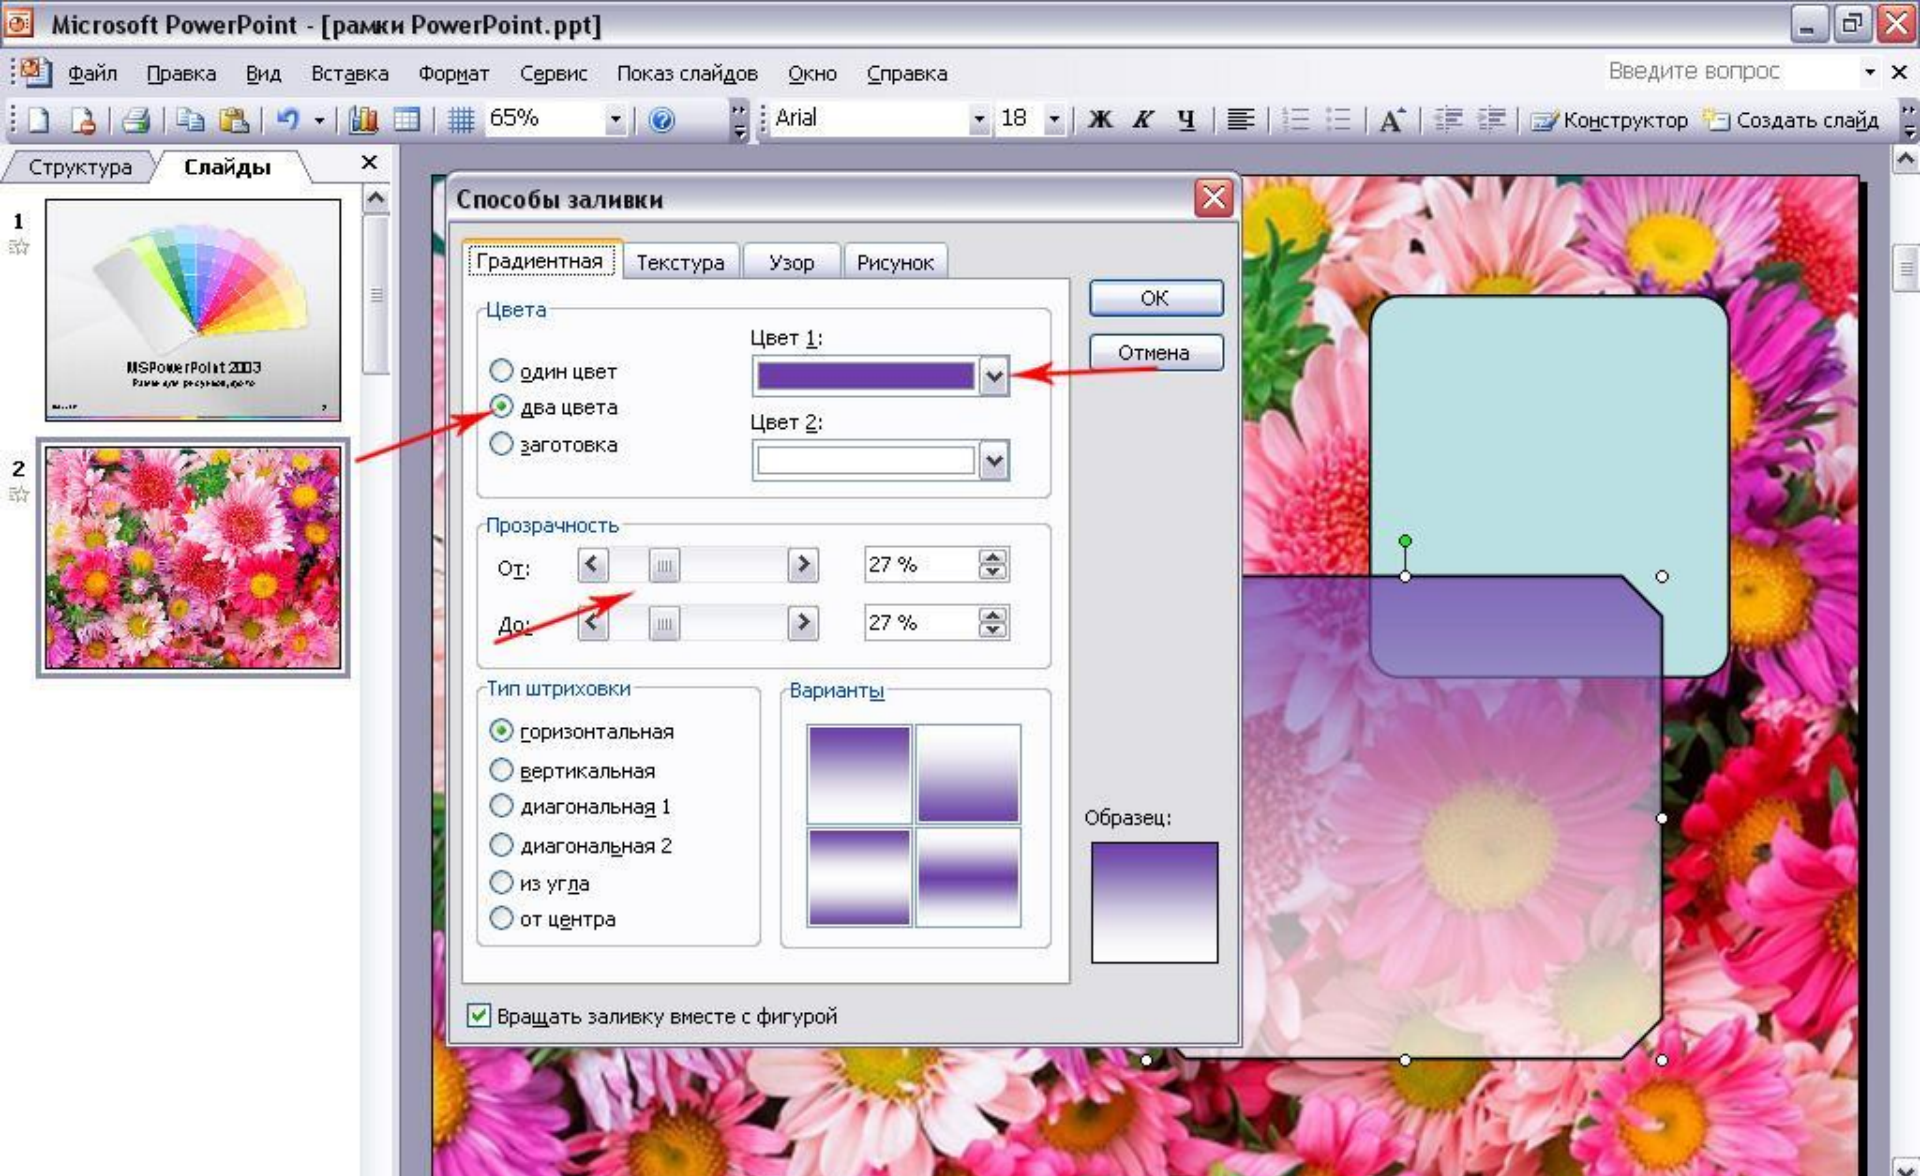 Microsoft PowerPoint - [рамки PowerPoint.ppt]
Файл Правка Вид Вставка Формат Сервис Показ слайдов Окно Справка Введите вопрос
65% Arial 18 Ж К Ч Конструктор Создать слайд
Структура Слайды
1
MSPowerPoint 2003
2
Способы заливки
Градиентная Текстура Узор Рисунок
ОК
Отмена
Цвета
один цвет
два цвета
заготовка
Цвет 1:
Цвет 2:
Прозрачность
От: 27 %
До: 27 %
Тип штриховки
горизонтальная
вертикальная
диагональная 1
диагональная 2
из угла
от центра
Варианты
Образец:
Вращать заливку вместе с фигурой